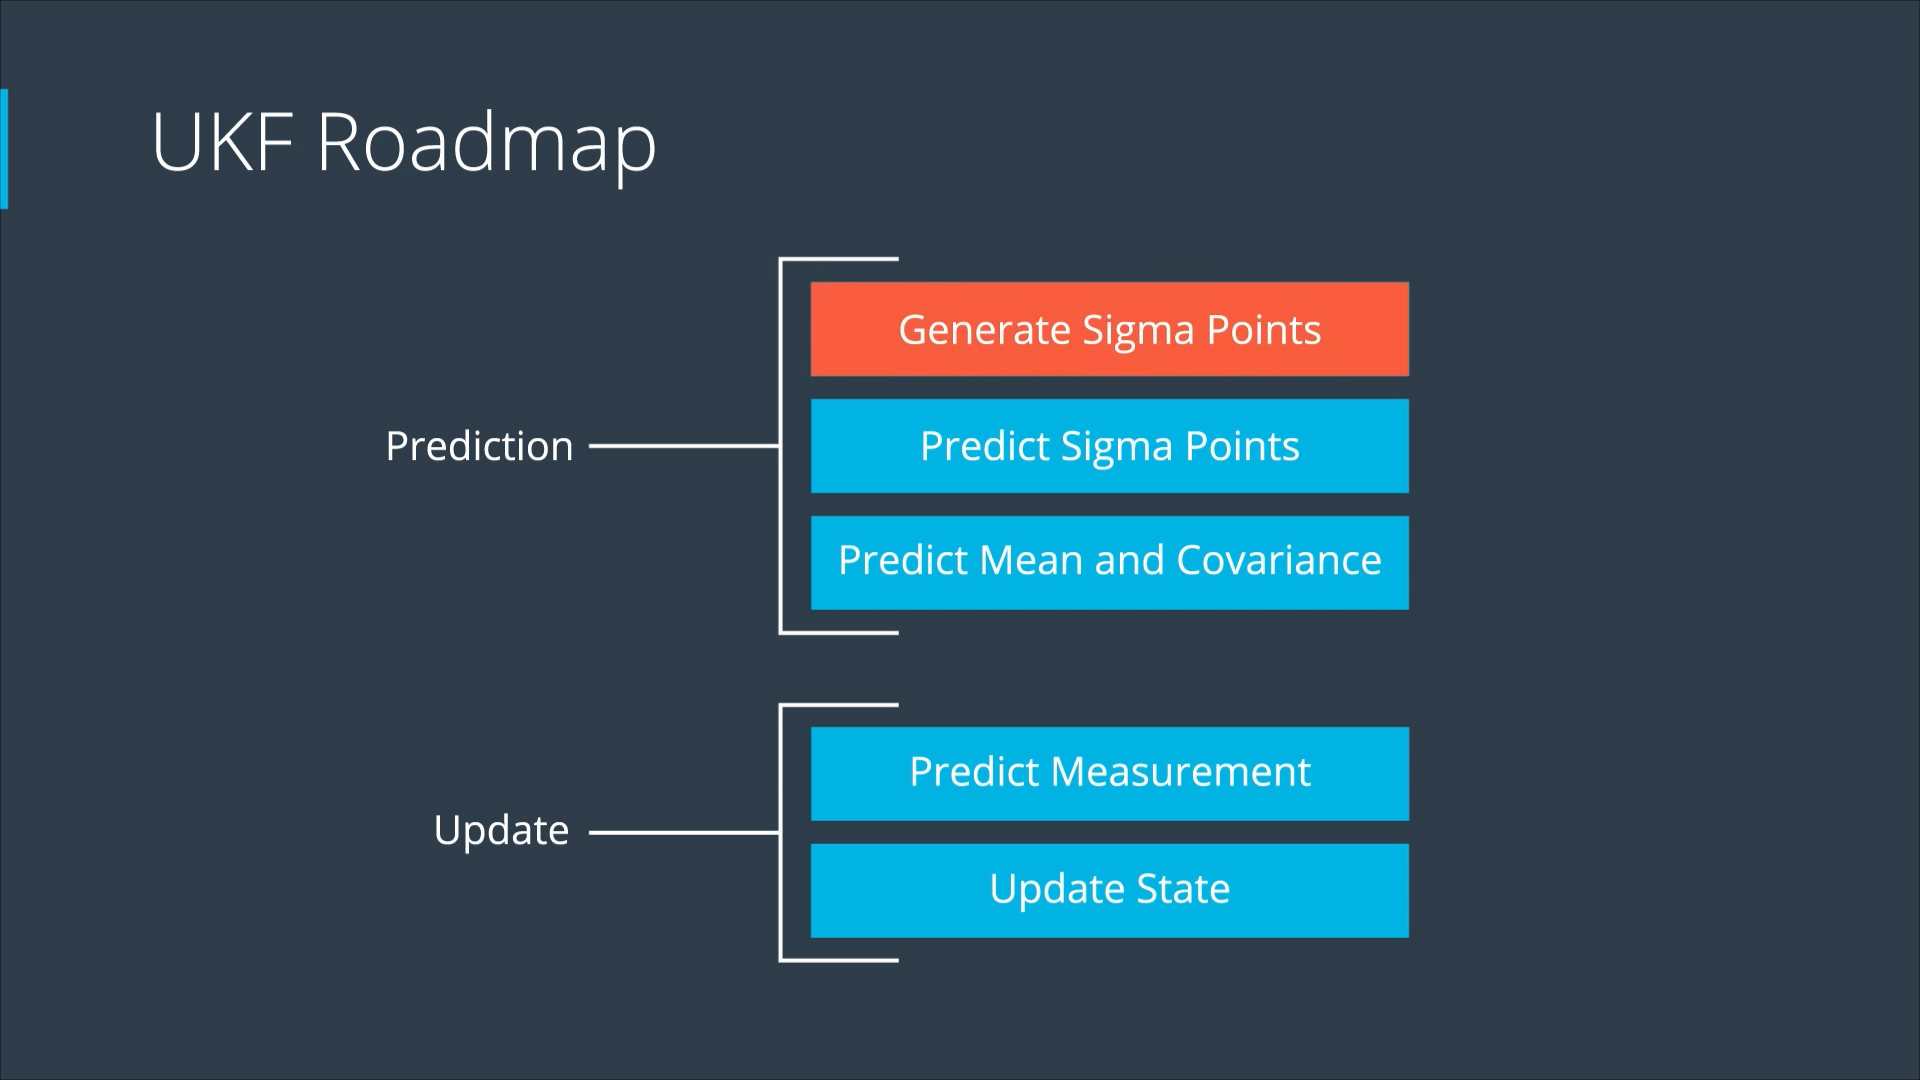 UKF Roadmap
Prediction
Generate Sigma Points
Predict Sigma Points
Predict Mean and Covariance
Update
Predict Measurement
Update State